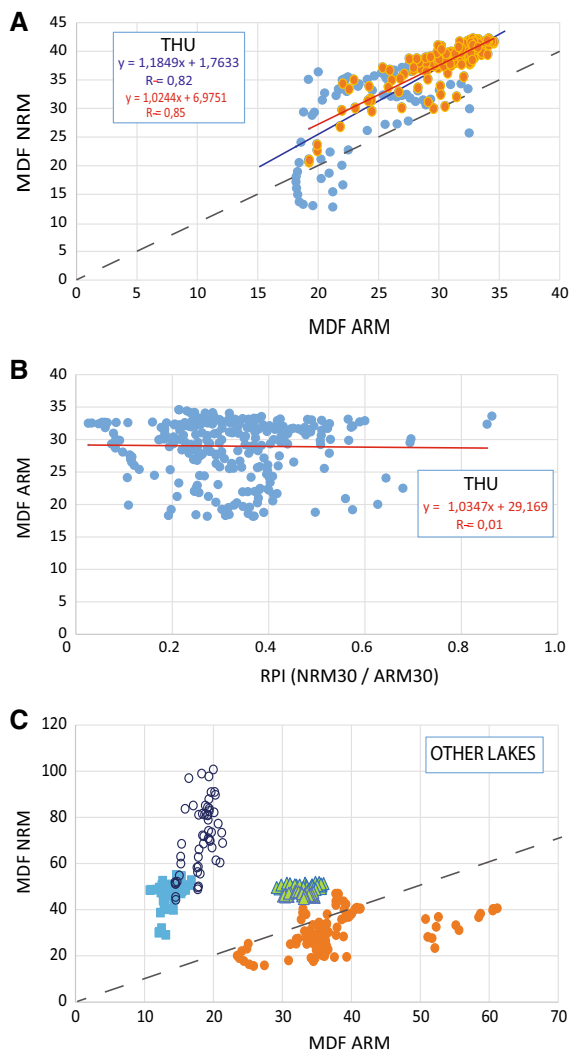 A
45
40
35
30
25
20
15
10
5
0
MDF NRM
THU
y = 1,1849x + 1,7633
R= 0,82
y = 1,0244x + 6,9751
R= 0,85
0
5
10
15
20
25
30
35
40
MDF ARM
B
40
35
30
25
20
15
10
5
0
MDF ARM
THU
y = 1,0347x + 29,169
R= 0,01
0
0.2
0.4
0.6
0.8
1.0
RPI (NRM30 / ARM30)
C
120
100
80
60
40
20
0
MDF NRM
OTHER LAKES
0
10
20
30
40
50
60
70
MDF ARM